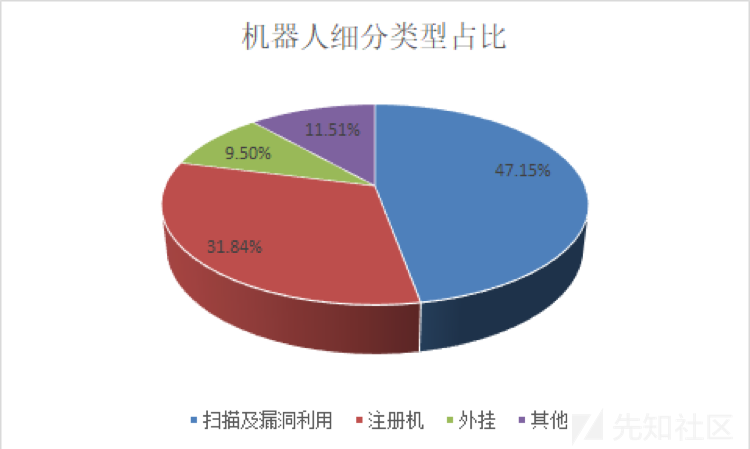 机器人细分类型占比
11.51%
9.50%
47.15%
31.84%
扫描及漏洞利用 注册机 外挂 其他
先知社区